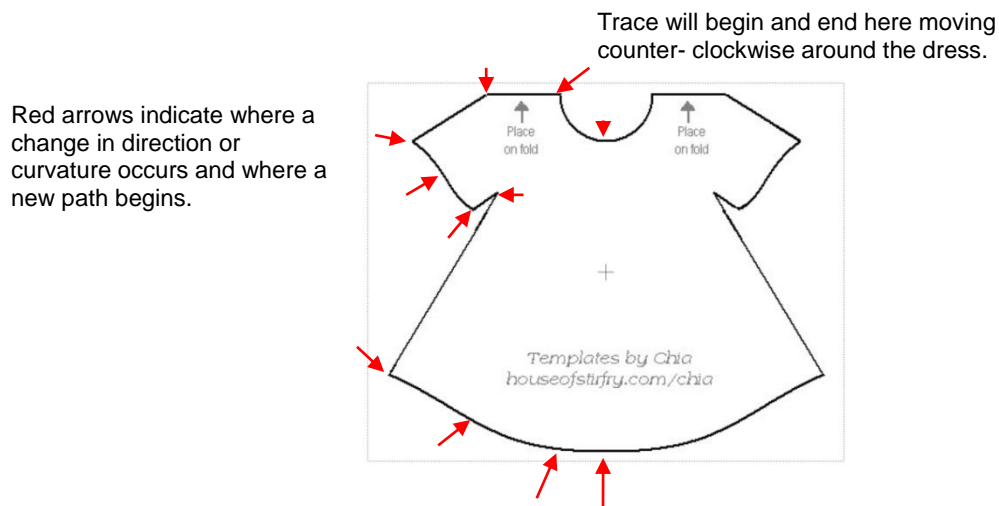 Trace will begin and end here moving
counter- clockwise around the dress.
Red arrows indicate where a
change in direction or
curvature occurs and where a
new path begins.
Place
on fold
Place
on fold
Templates by Chia
houseofstirfry.com/chia